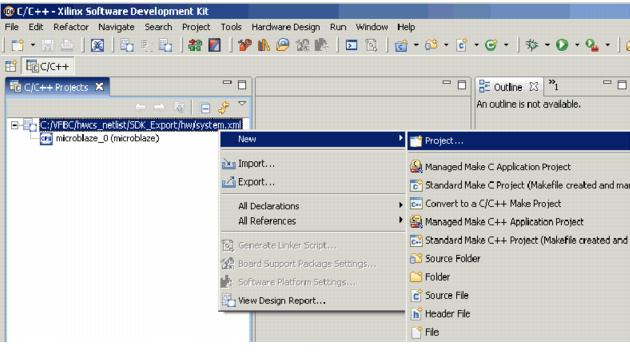 C/C++ - Xilinx Software Development Kit
File Edit Refactor Navigate Search Project Tools Hardware Design Run Window Help
C/C++
C/C++ Projects
Outline
1
An outline is not available.
C:/VFBC/hwcs_netlist/SDK_Export/hw/system.xml
microblaze_0 (microblaze)
New
Import...
Export...
All Declarations
All References
Generate Linker Script...
Board Support Package Settings...
Software Platform Settings...
View Design Report...
Project...
Managed Make C Application Project
Standard Make C Project (Makefile created and mar
Convert to a C/C++ Make Project
Managed Make C++ Application Project
Standard Make C++ Project (Makefile created and
Source Folder
Folder
Source File
Header File
File